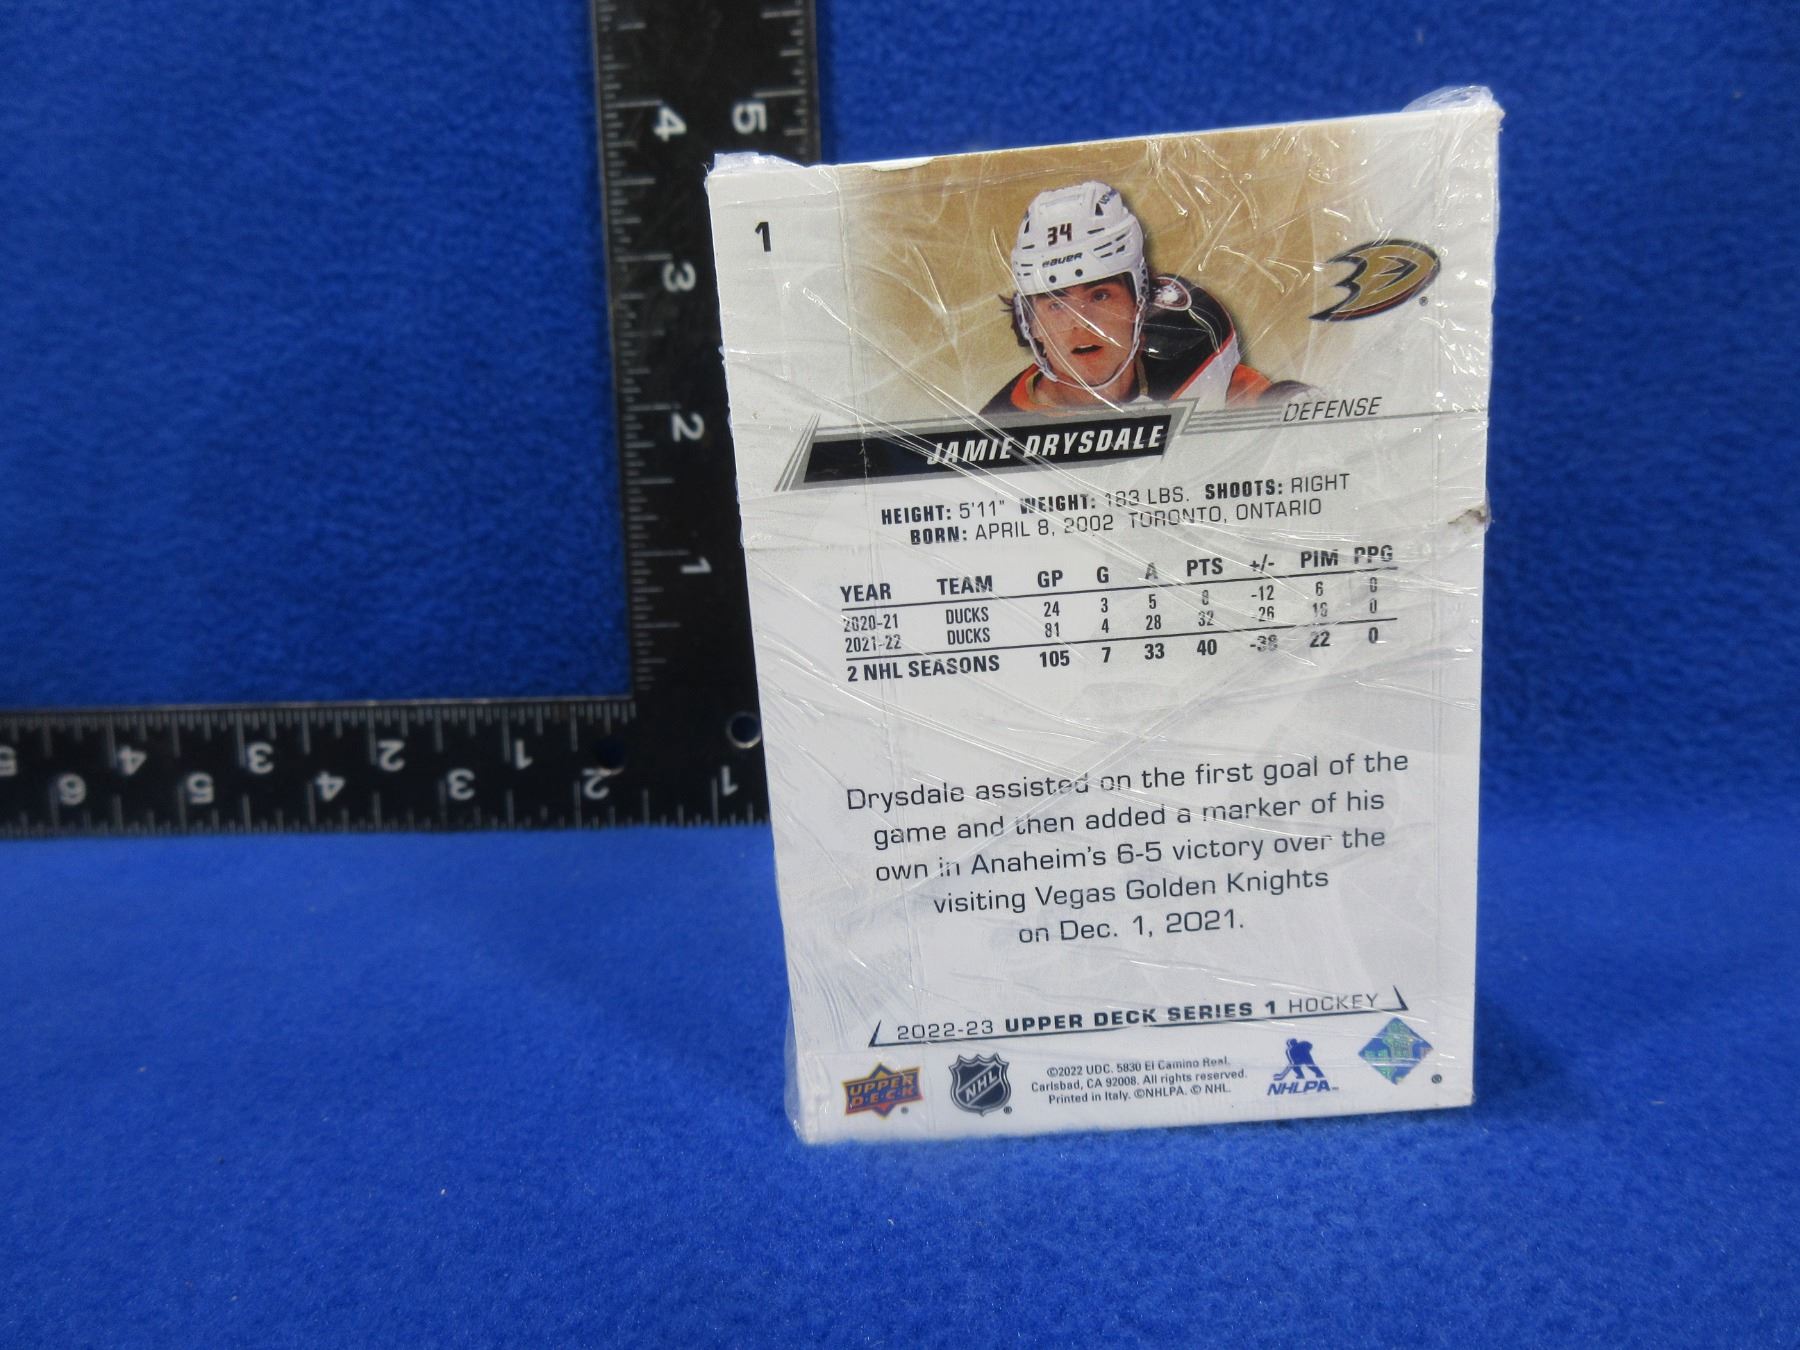 4 5
3
2
1
5 4 3 2 1
6 5 4 3 2 1
1
34
BAUER
DEFENSE
JAMIE DRYSDALE
HEIGHT: 5'11" WEIGHT: 183 LBS. SHOOTS: RIGHT
BORN: APRIL 8, 2002 TORONTO, ONTARIO
YEAR TEAM GP G A PTS +/- PIM PPG
2020-21 DUCKS 24 3 5 8 -12 6 0
2021-22 DUCKS 81 4 28 32 -26 16 0
2 NHL SEASONS 105 7 33 40 -38 22 0
Drysdale assisted on the first goal of the
game and then added a marker of his
own in Anaheim's 6-5 victory over the
visiting Vegas Golden Knights
on Dec. 1, 2021.
2022-23 UPPER DECK SERIES 1 HOCKEY
UPPER
DECK
®
NHL
®
©2022 UDC. 5830 El Camino Real.
Carlsbad, CA 92008. All rights reserved.
Printed in Italy. ©NHLPA. © NHL.
NHLPA™
®